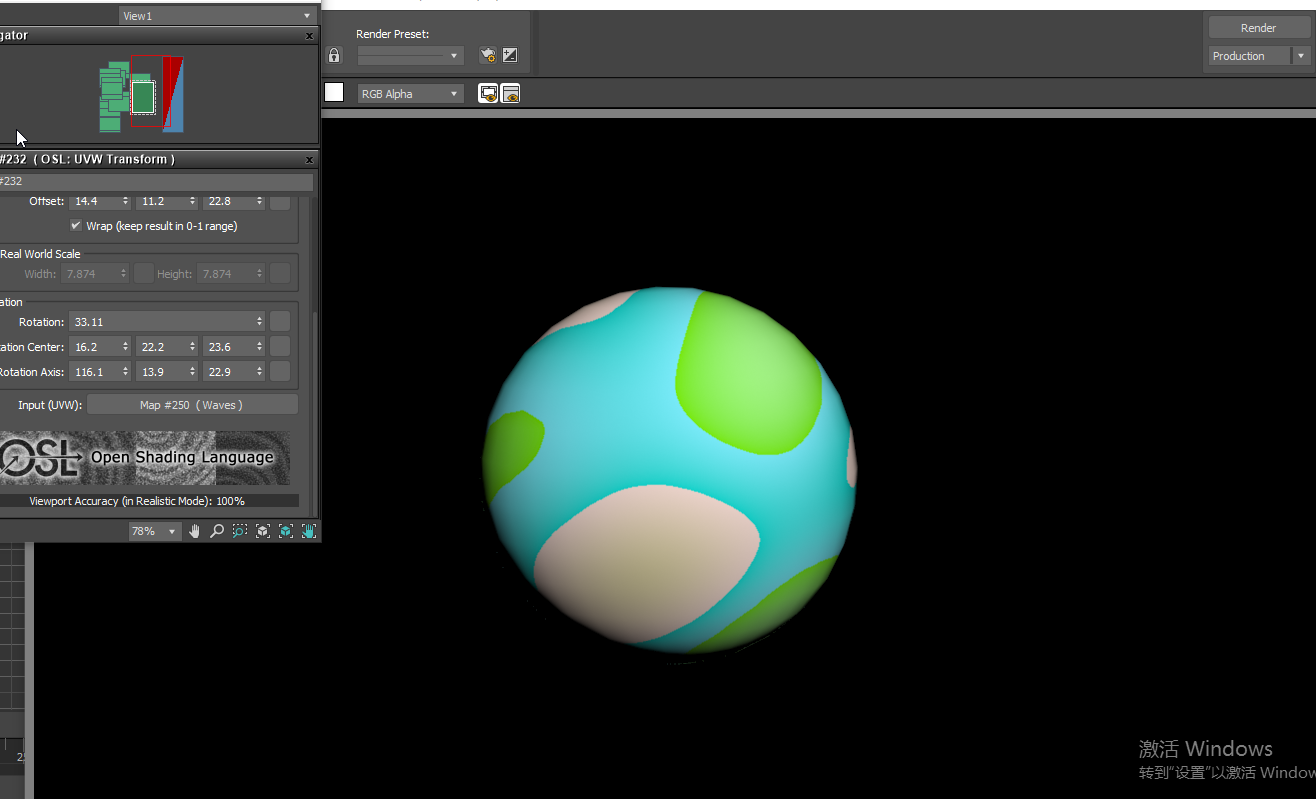 View1
gator
Render Preset:
Render
Production
RGB Alpha
#232 ( OSL: UVW Transform )
#232
Offset: 14.4 11.2 22.8
Wrap (keep result in 0-1 range)
Real World Scale
Width: 7.874 Height: 7.874
ation
Rotation: 33.11
tation Center: 16.2 22.2 23.6
Rotation Axis: 116.1 13.9 22.9
Input (UVW): Map #250 ( Waves )
OSL Open Shading Language
Viewport Accuracy (in Realistic Mode): 100%
78%
激活 Windows
转到“设置”以激活 Window